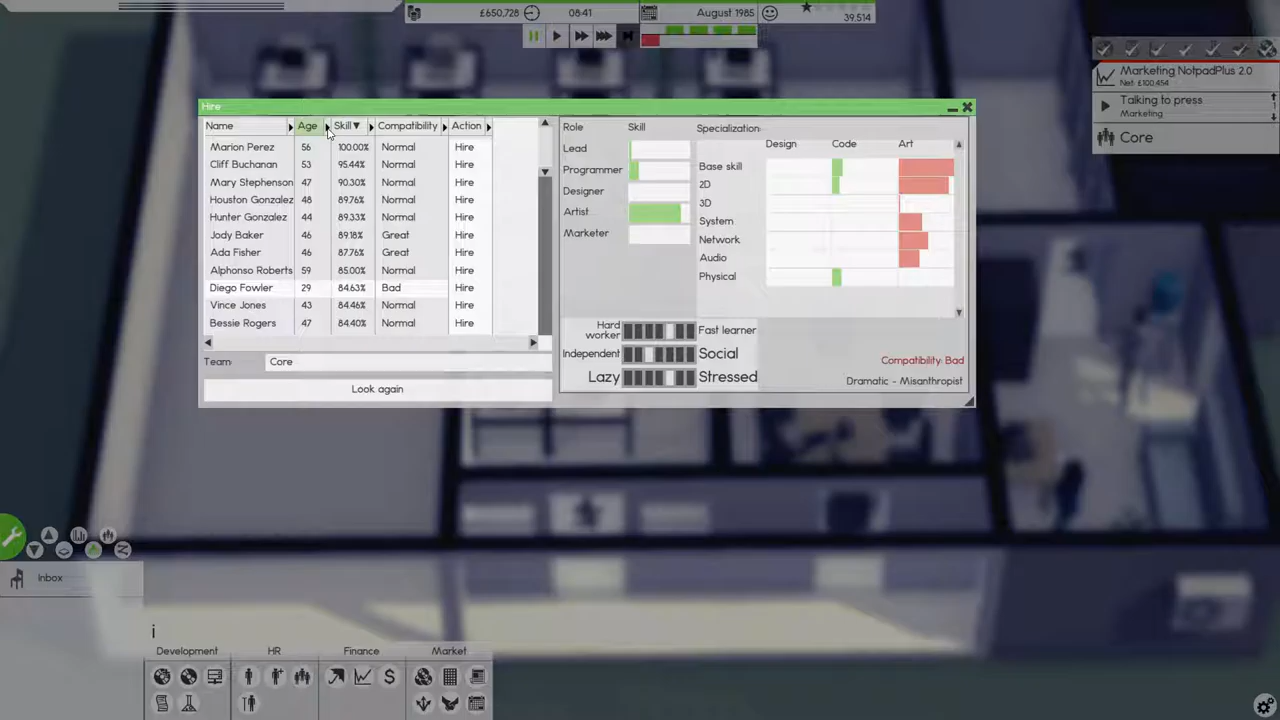 £650,728 08:41 August 1985 39,514
Marketing NotpadPlus 2.0
Net: £100,454
Talking to press
Marketing
Core
Hire
Name Age Skill▼ Compatibility Action
Marion Perez 56 100.00% Normal Hire
Cliff Buchanan 53 95.44% Normal Hire
Mary Stephenson 47 90.30% Normal Hire
Houston Gonzalez 48 89.76% Normal Hire
Hunter Gonzalez 44 89.33% Normal Hire
Jody Baker 46 89.18% Great Hire
Ada Fisher 46 87.76% Great Hire
Alphonso Roberts 59 85.00% Normal Hire
Diego Fowler 29 84.63% Bad Hire
Vince Jones 43 84.46% Normal Hire
Bessie Rogers 47 84.40% Normal Hire
Team Core
Look again
Role Skill
Lead
Programmer
Designer
Artist
Marketer
Specialization
Design Code Art
Base skill
2D
3D
System
Network
Audio
Physical
Hard worker Fast learner
Independent Social
Lazy Stressed
Compatibility: Bad
Dramatic - Misanthropist
Inbox
i
Development HR Finance Market